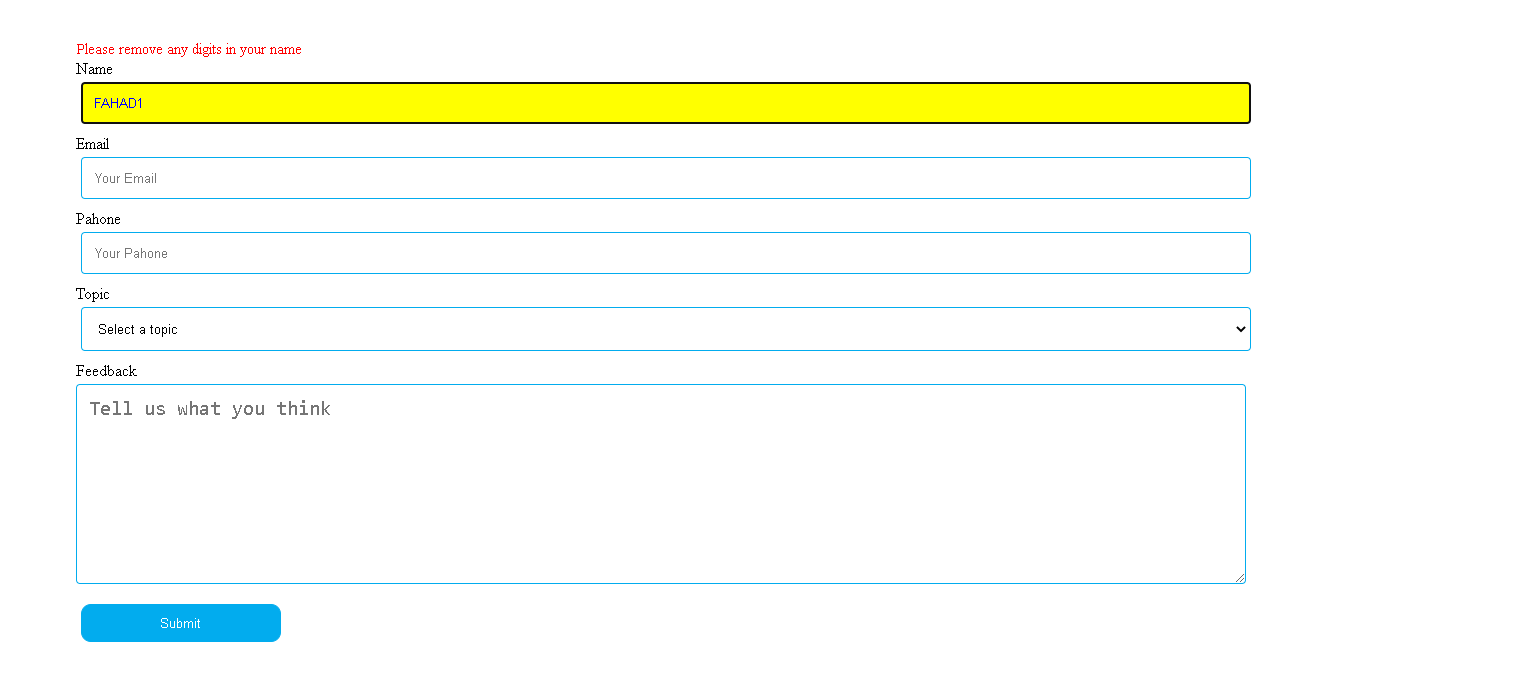 Please remove any digits in your name
Name
FAHAD1
Email
Your Email
Pahone
Your Pahone
Topic
Select a topic
Feedback
Tell us what you think
Submit